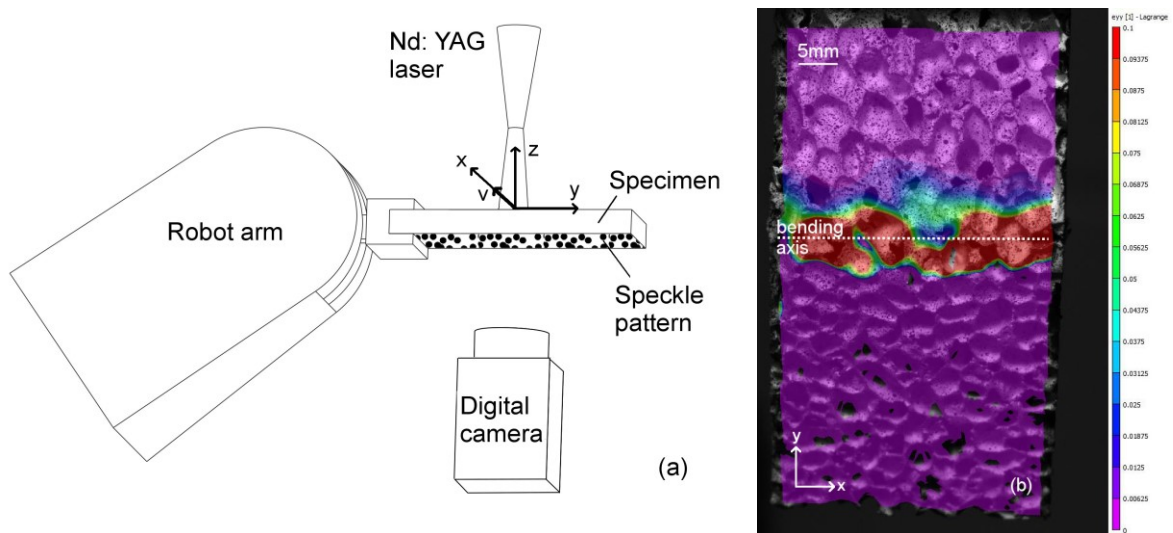 Nd: YAG
laser
x
z
v
y
Specimen
Robot arm
Speckle
pattern
Digital
camera
(a)
5mm
bending
axis
y
x
(b)
eyy [1] - Lagrange
0.1
0.09375
0.0875
0.08125
0.075
0.06875
0.0625
0.05625
0.05
0.04375
0.0375
0.03125
0.025
0.01875
0.0125
0.00625
0